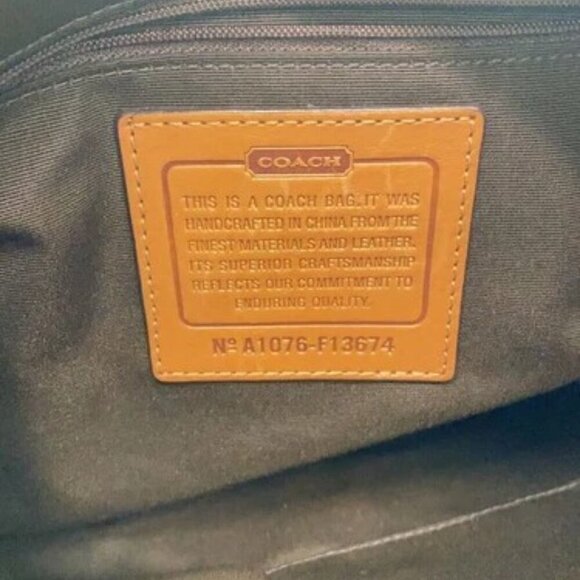 COACH
THIS IS A COACH BAG. IT WAS
HANDCRAFTED IN CHINA FROM THE
FINEST MATERIALS AND LEATHER.
ITS SUPERIOR CRAFTSMANSHIP
REFLECTS OUR COMMITMENT TO
ENDURING QUALITY.
Nº A1076-F13674